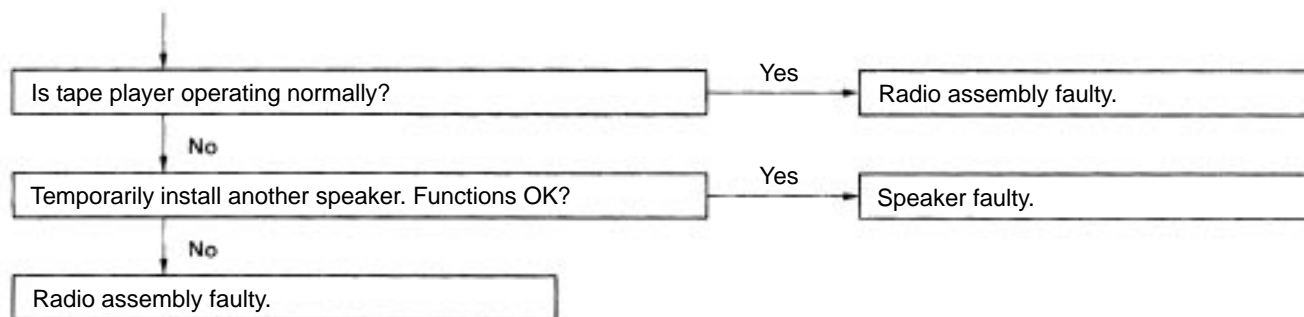 Is tape player operating normally?
Yes
Radio assembly faulty.
No
Temporarily install another speaker. Functions OK?
Yes
Speaker faulty.
No
Radio assembly faulty.